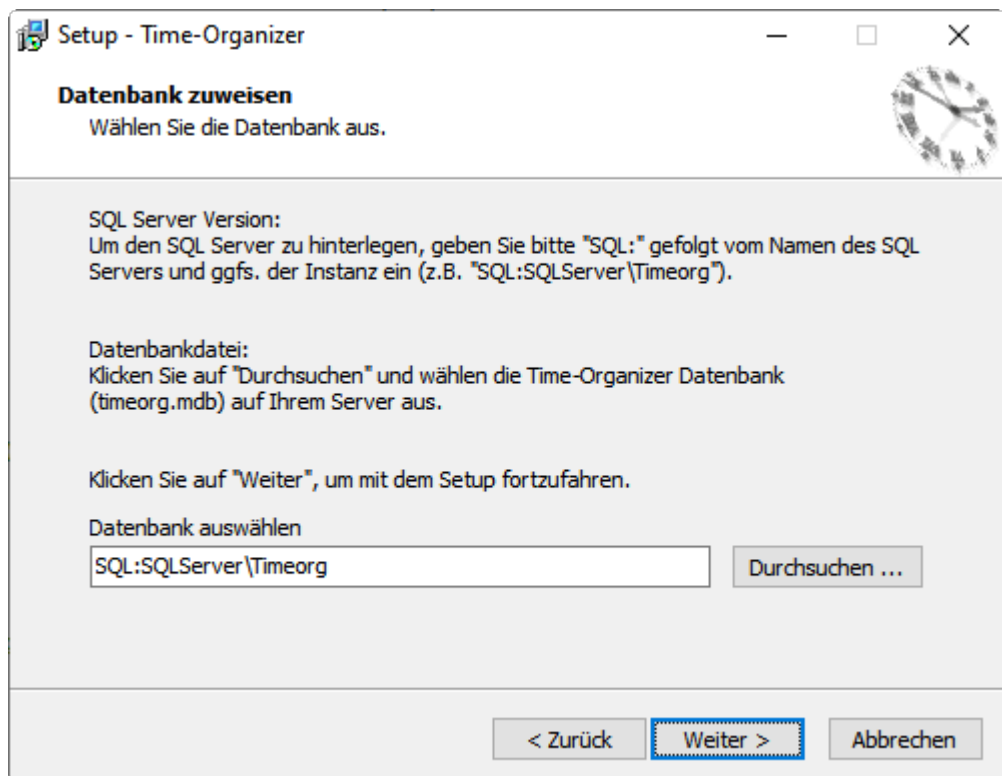 Setup - Time-Organizer
Datenbank zuweisen
Wählen Sie die Datenbank aus.
SQL Server Version:
Um den SQL Server zu hinterlegen, geben Sie bitte "SQL:" gefolgt vom Namen des SQL
Servers und ggfs. der Instanz ein (z.B. "SQL:SQLServer\Timeorg").
Datenbankdatei:
Klicken Sie auf "Durchsuchen" und wählen die Time-Organizer Datenbank
(timeorg.mdb) auf Ihrem Server aus.
Klicken Sie auf "Weiter", um mit dem Setup fortzufahren.
Datenbank auswählen
SQL:SQLServer\Timeorg
Durchsuchen ...
< Zurück
Weiter >
Abbrechen